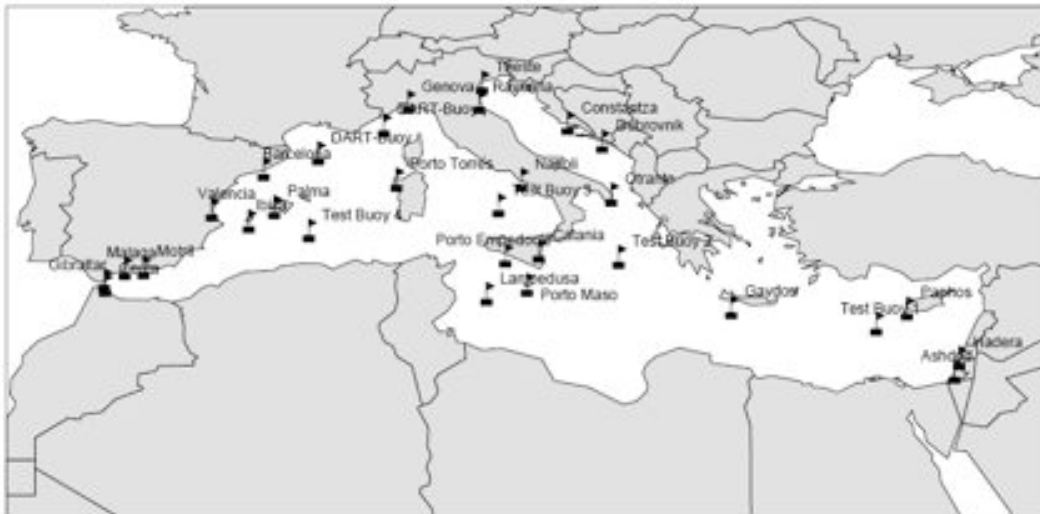 Trieste
Genova
Ravenna
DART-Buoy
Constantza
Dubrovnik
DART-Buoy
Barcelona
Porto Torres
Napoli
Otranto
Valencia
Palma
Ibiza
Test Buoy 3
Test Buoy 4
Porto Empedocle
Catania
Test Buoy 2
Malaga
Motril
Gibraltar
Lampedusa
Porto Maso
Gavdos
Paphos
Test Buoy 1
Hadera
Ashdod